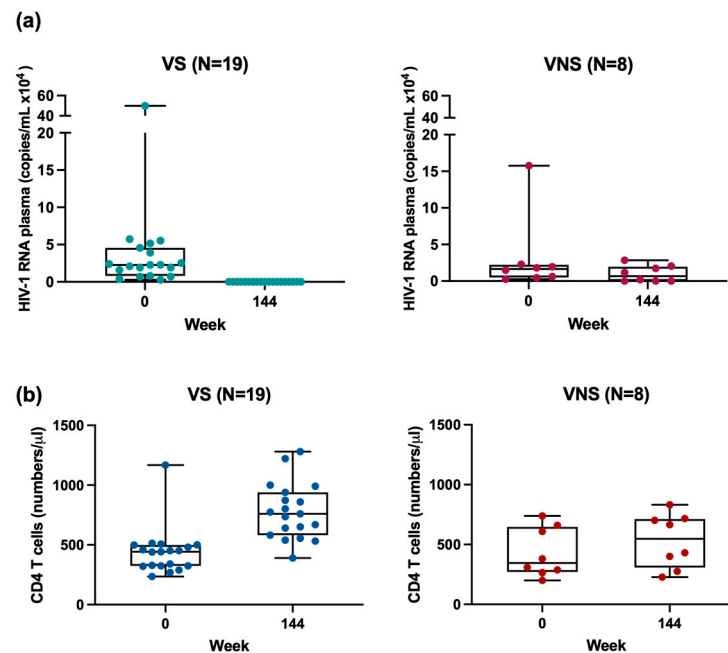 (a)
VS (N=19)
VNS (N=8)
HIV-1 RNA plasma (copies/mL x10⁴)
60
40
20
15
10
5
0
0
144
Week
HIV-1 RNA plasma (copies/mL x10⁴)
60
40
20
15
10
5
0
0
144
Week
(b)
VS (N=19)
VNS (N=8)
CD4 T cells (numbers/μl)
1500
1000
500
0
0
144
Week
CD4 T cells (numbers/μl)
1500
1000
500
0
0
144
Week